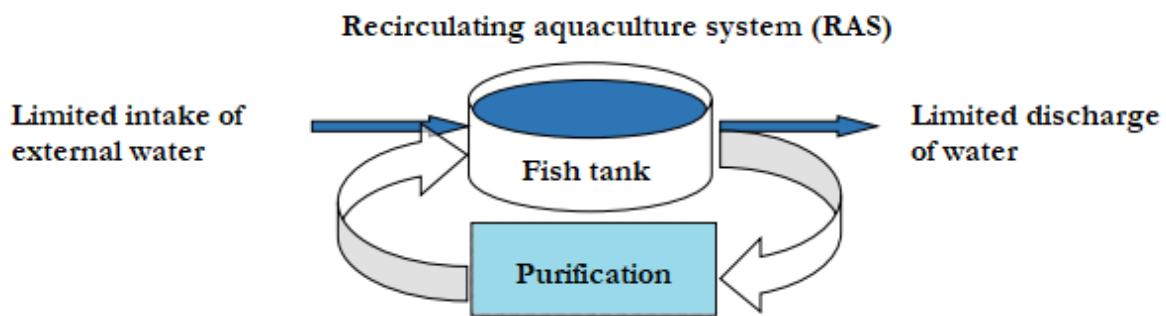 Recirculating aquaculture system (RAS)
Limited intake of
external water
Limited discharge
of water
Fish tank
Purification